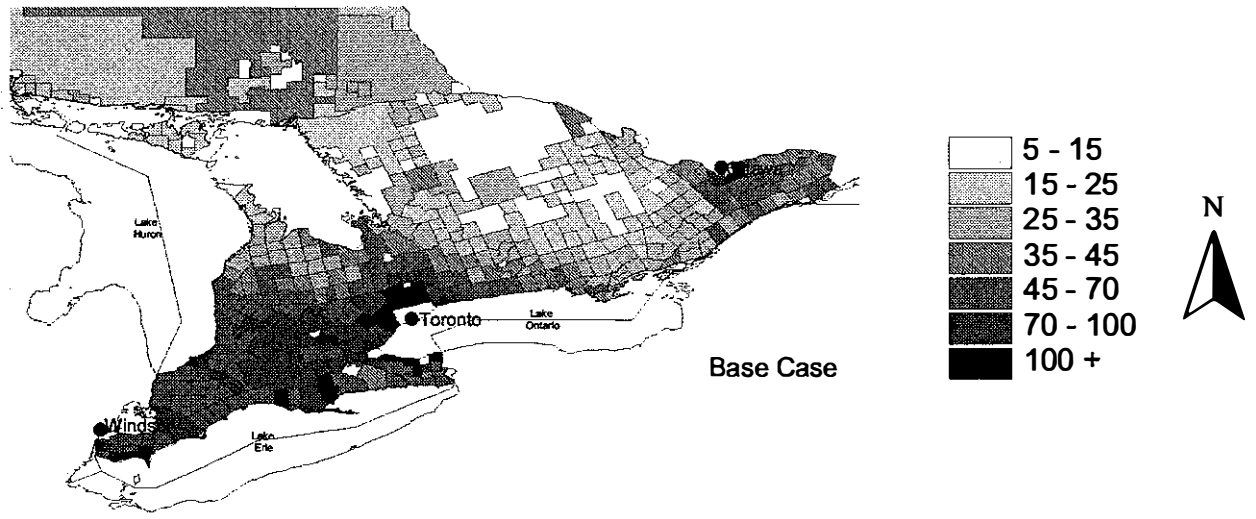 5 - 15
15 - 25
25 - 35
35 - 45
45 - 70
70 - 100
100 +
N
Lake
Huron
Toronto
Lake
Ontario
Base Case
Lake
Erie